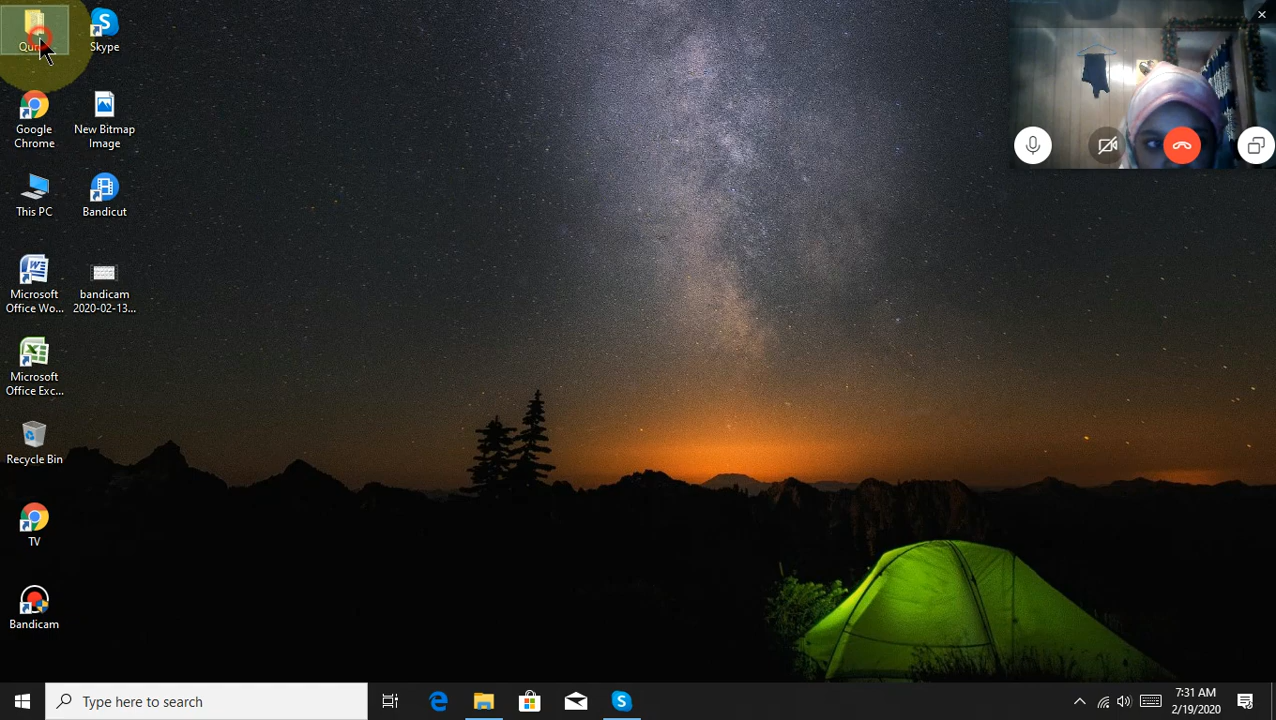 Skype
Google
Chrome
New Bitmap
Image
This PC
Bandicut
Microsoft
Office Wo...
bandicam
2020-02-13...
Microsoft
Office Exc...
Recycle Bin
TV
Bandicam
Type here to search
7:31 AM
2/19/2020